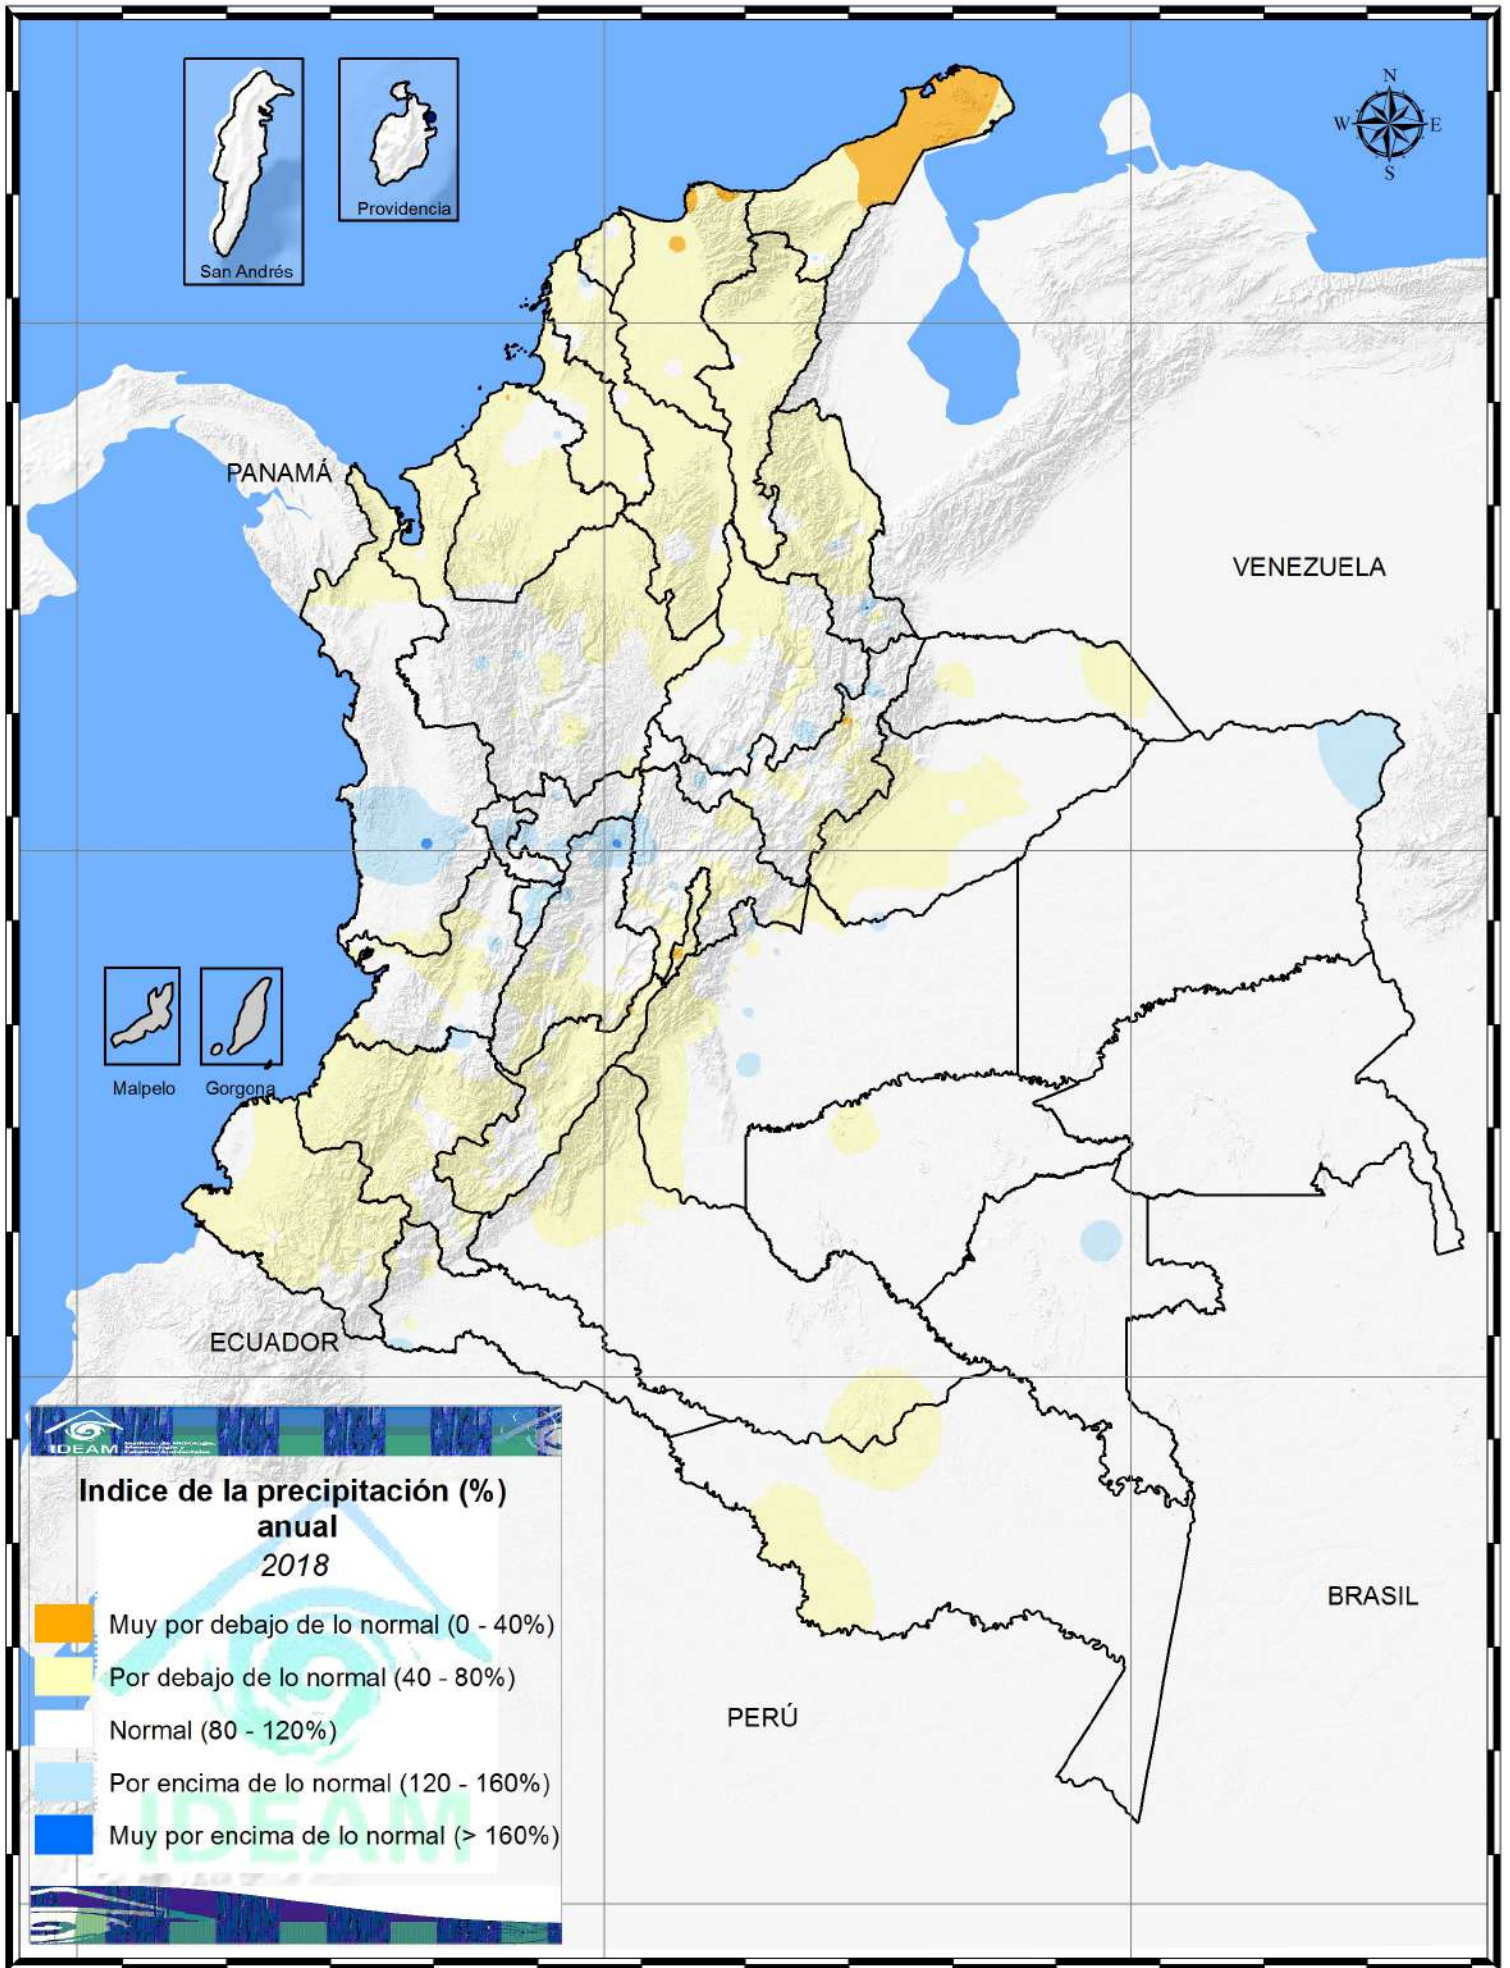 N
W E
S
San Andrés
Providencia
PANAMÁ
VENEZUELA
Malpelo
Gorgona
ECUADOR
IDEAM
Indice de la precipitación (%)
anual
2018
Muy por debajo de lo normal (0 - 40%)
Por debajo de lo normal (40 - 80%)
Normal (80 - 120%)
Por encima de lo normal (120 - 160%)
Muy por encima de lo normal (> 160%)
IDEAM
PERÚ
BRASIL